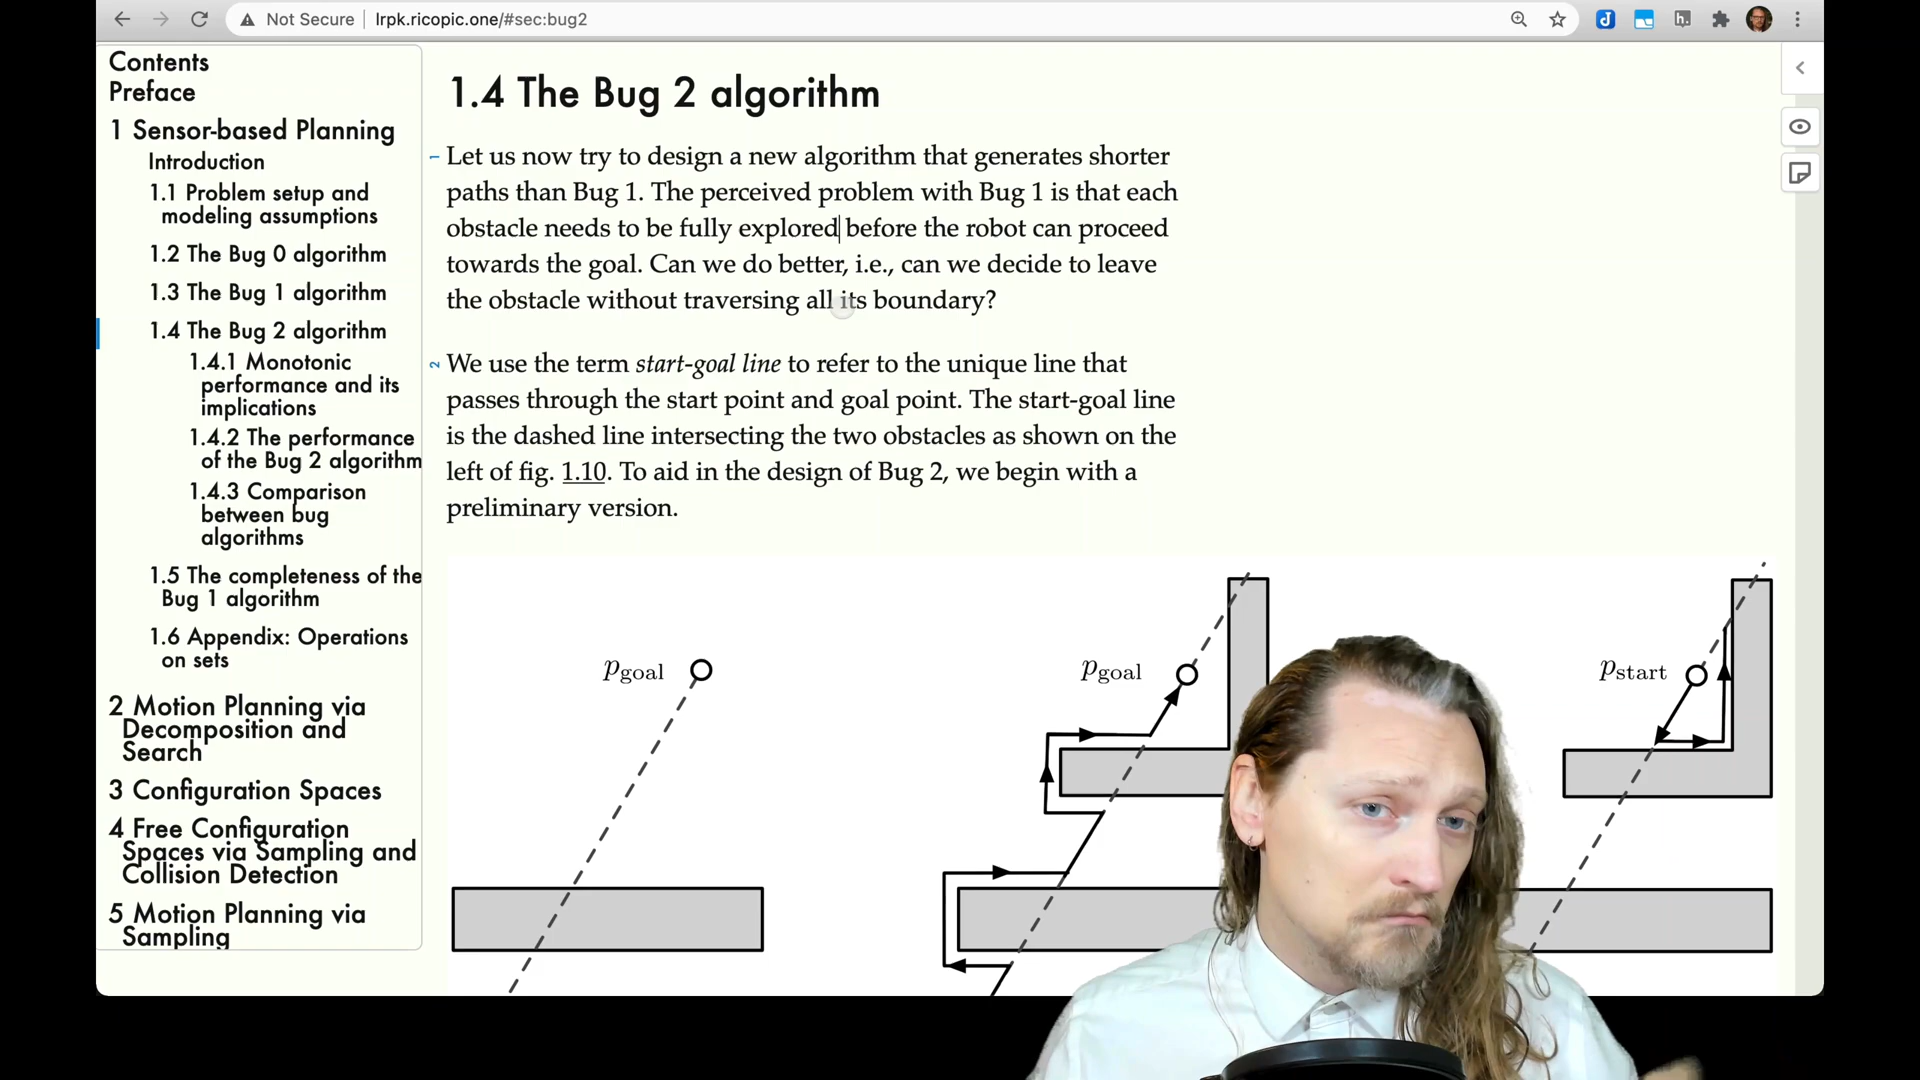 Not Secure
lrpk.ricopic.one/#sec:bug2
Contents
Preface
1 Sensor-based Planning
Introduction
1.1 Problem setup and
modeling assumptions
1.2 The Bug 0 algorithm
1.3 The Bug 1 algorithm
1.4 The Bug 2 algorithm
1.4.1 Monotonic
performance and its
implications
1.4.2 The performance
of the Bug 2 algorithm
1.4.3 Comparison
between bug
algorithms
1.5 The completeness of the
Bug 1 algorithm
1.6 Appendix: Operations
on sets
2 Motion Planning via
Decomposition and
Search
3 Configuration Spaces
4 Free Configuration
Spaces via Sampling and
Collision Detection
5 Motion Planning via
Sampling
1.4 The Bug 2 algorithm
1
Let us now try to design a new algorithm that generates shorter
paths than Bug 1. The perceived problem with Bug 1 is that each
obstacle needs to be fully explored before the robot can proceed
towards the goal. Can we do better, i.e., can we decide to leave
the obstacle without traversing all its boundary?
2
We use the term start-goal line to refer to the unique line that
passes through the start point and goal point. The start-goal line
is the dashed line intersecting the two obstacles as shown on the
left of fig. 1.10. To aid in the design of Bug 2, we begin with a
preliminary version.
pgoal
pgoal
pstart